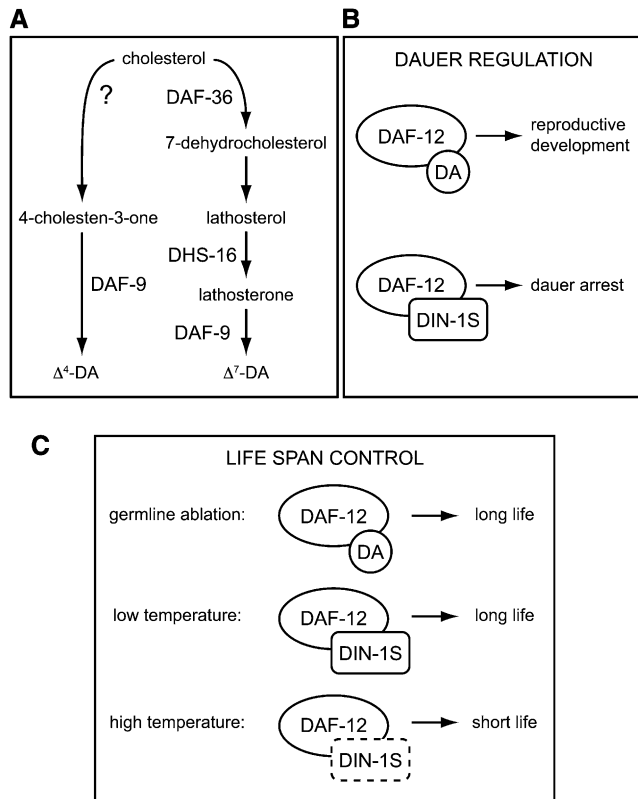 A
cholesterol
?
DAF-36
7-dehydrocholesterol
4-cholesten-3-one
lathosterol
DHS-16
DAF-9
lathosterone
DAF-9
Δ⁴-DA
Δ⁷-DA
B
DAUER REGULATION
DAF-12
DA
reproductive
development
DAF-12
DIN-1S
dauer arrest
C
LIFE SPAN CONTROL
germline ablation:
DAF-12
DA
long life
low temperature:
DAF-12
DIN-1S
long life
high temperature:
DAF-12
DIN-1S
short life